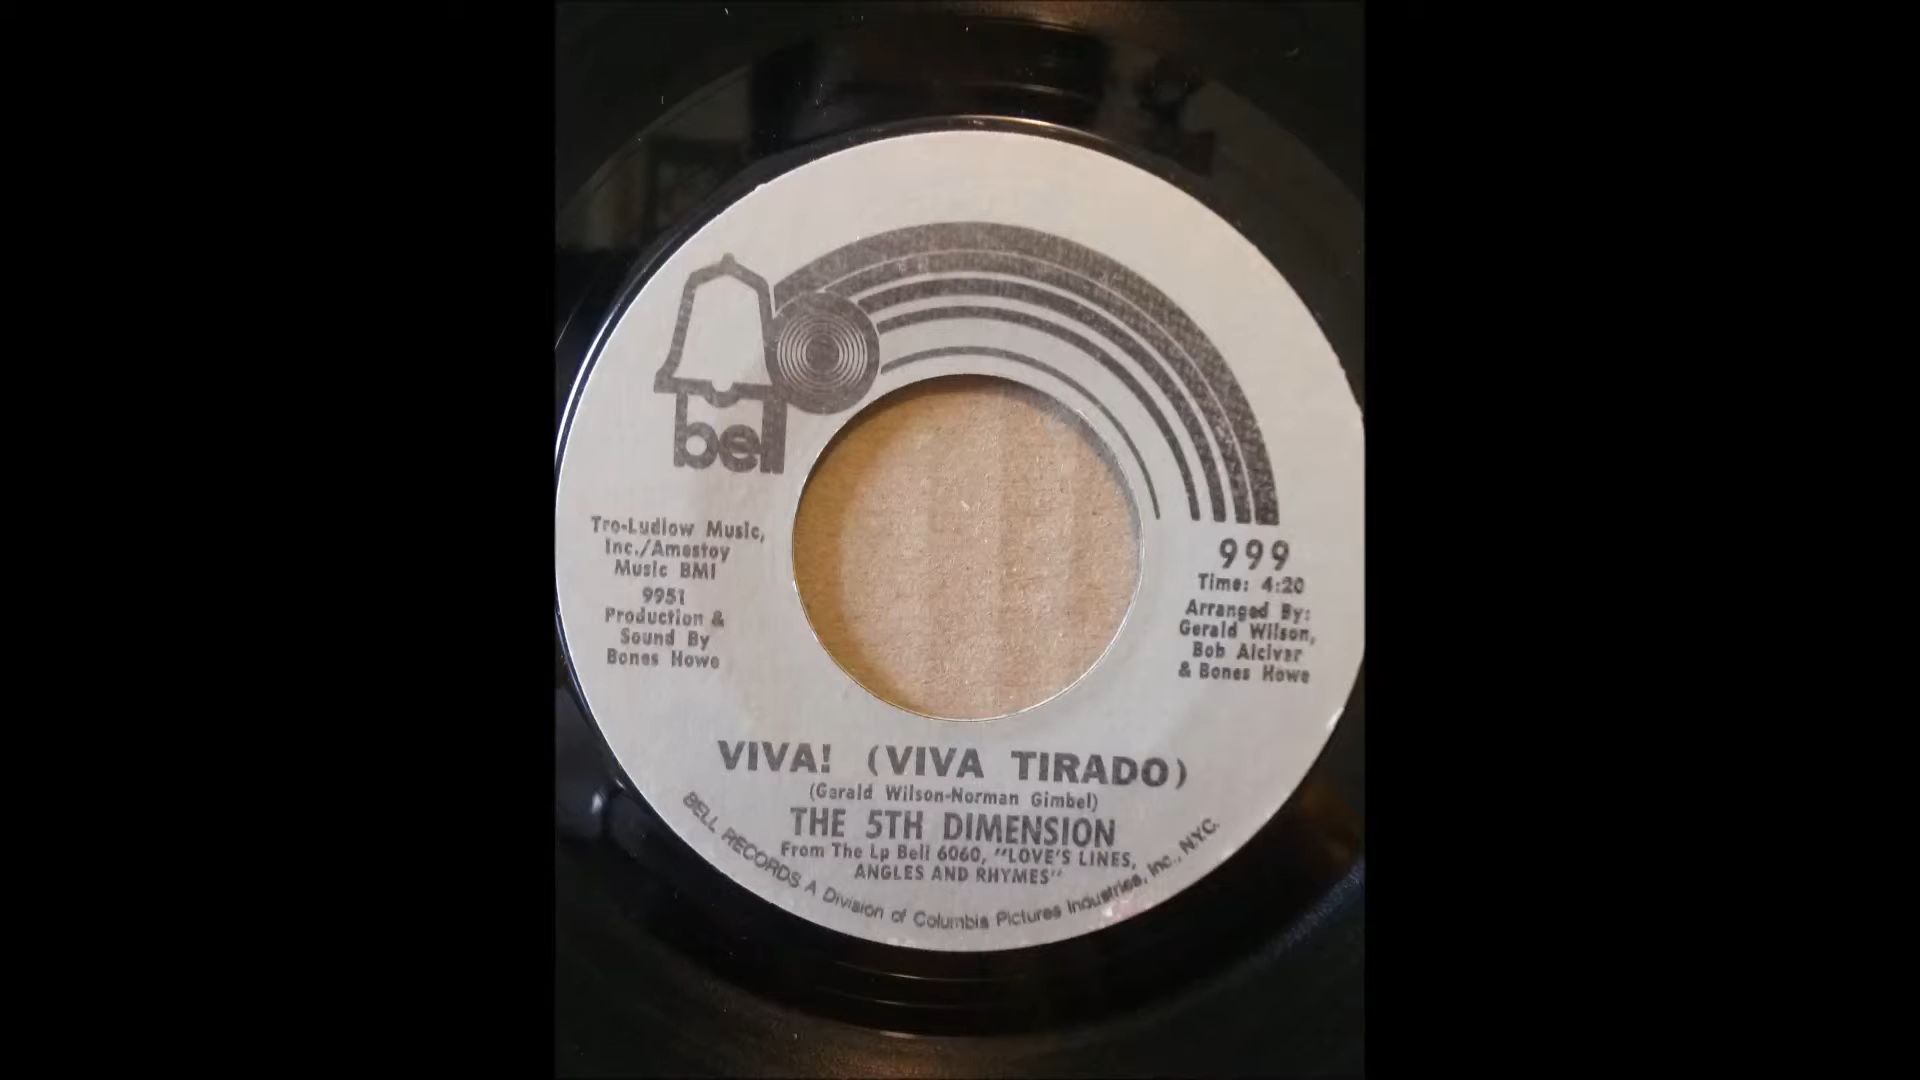 bell
Tro-Ludlow Music,
Inc./Amestoy
Music BMI
9951
Production &
Sound By
Bones Howe
999
Time: 4:20
Arranged By:
Gerald Wilson,
Bob Alcivar
& Bones Howe
VIVA! (VIVA TIRADO)
(Gerald Wilson-Norman Gimbel)
THE 5TH DIMENSION
From The Lp Bell 6060, "LOVE'S LINES,
ANGLES AND RHYMES"
BELL RECORDS A Division of Columbia Pictures Industries, Inc., N.Y.C.